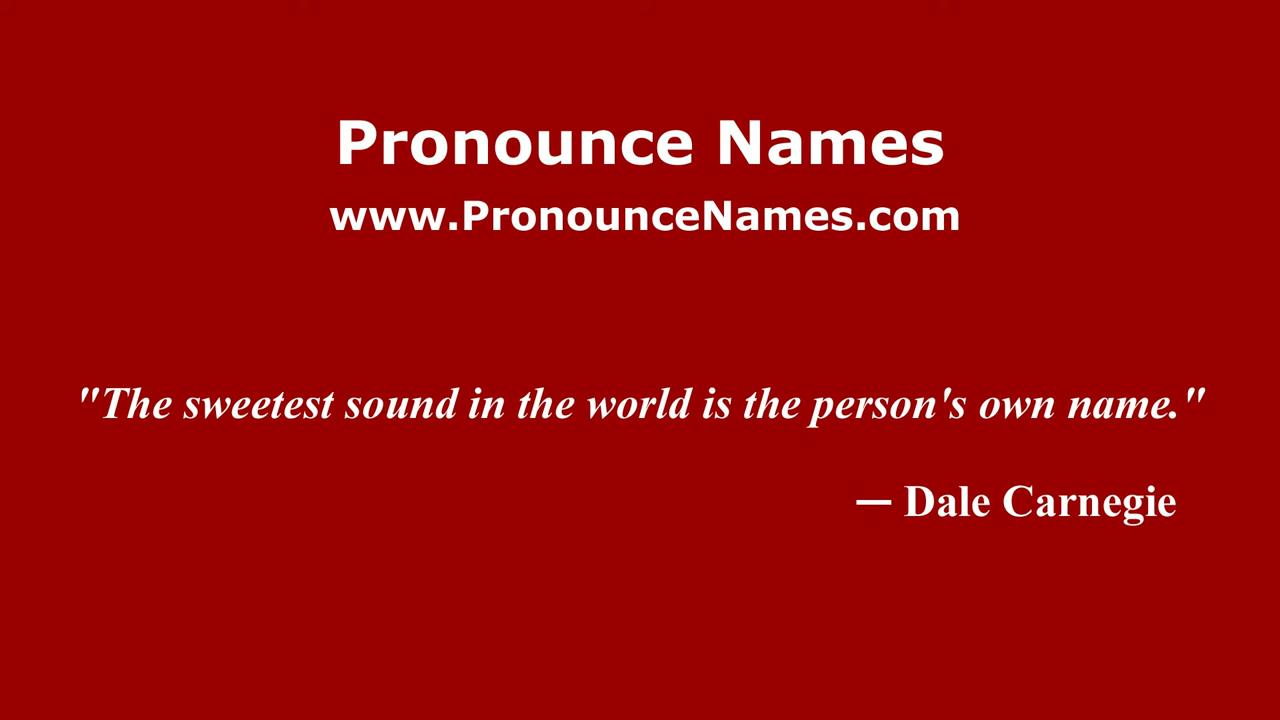 Pronounce Names
www.PronounceNames.com
"The sweetest sound in the world is the person's own name."
— Dale Carnegie